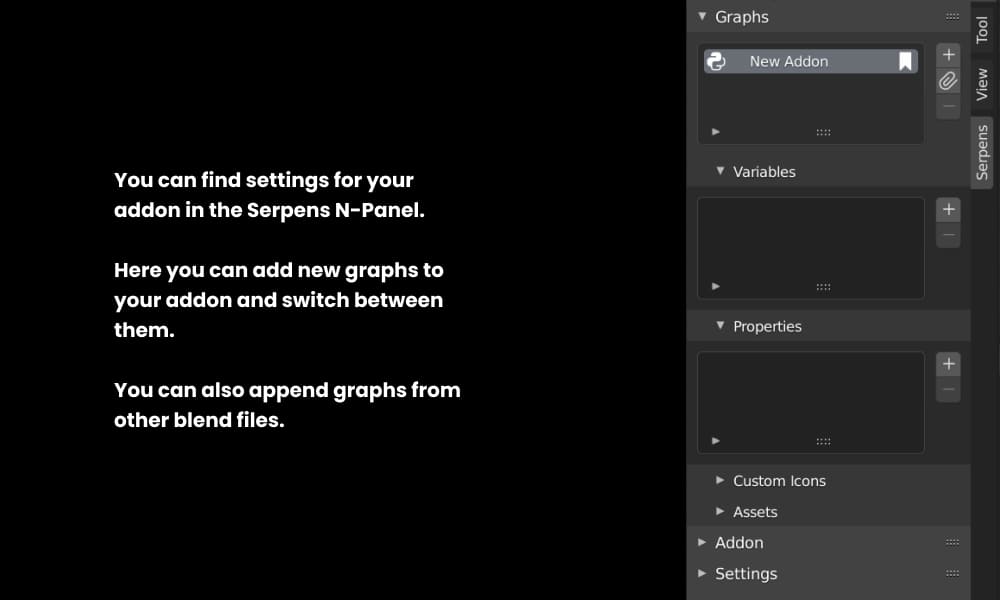 You can find settings for your
addon in the Serpens N-Panel.
Here you can add new graphs to
your addon and switch between
them.
You can also append graphs from
other blend files.
Graphs
New Addon
Variables
Properties
Custom Icons
Assets
Addon
Settings
Tool
View
Serpens